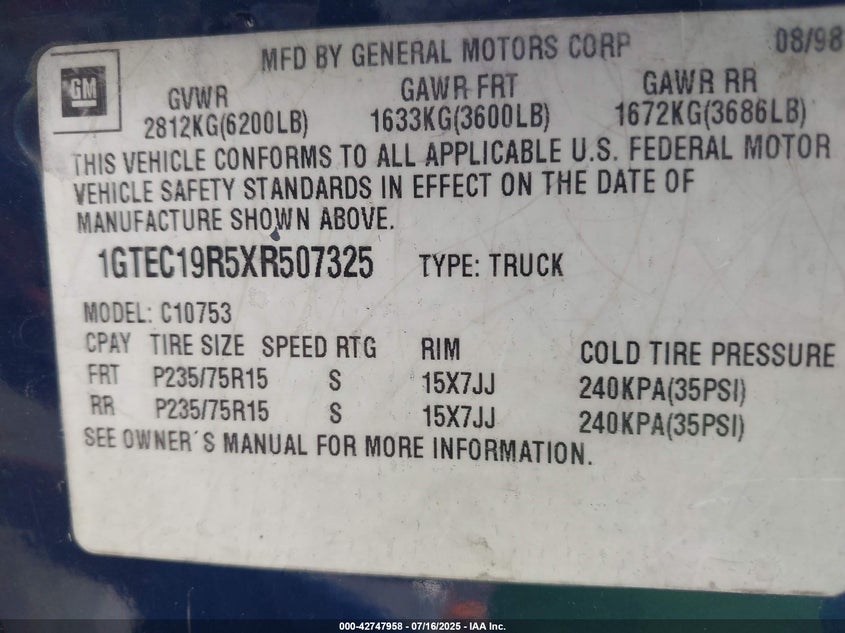 MFD BY GENERAL MOTORS CORP 08/98
GM
GVWR GAWR FRT GAWR RR
2812KG(6200LB) 1633KG(3600LB) 1672KG(3686LB)
THIS VEHICLE CONFORMS TO ALL APPLICABLE U.S. FEDERAL MOTOR
VEHICLE SAFETY STANDARDS IN EFFECT ON THE DATE OF
MANUFACTURE SHOWN ABOVE.
1GTEC19R5XR507325 TYPE: TRUCK
MODEL: C10753
CPAY TIRE SIZE SPEED RTG RIM COLD TIRE PRESSURE
FRT P235/75R15 S 15X7JJ 240KPA(35PSI)
RR P235/75R15 S 15X7JJ 240KPA(35PSI)
SEE OWNER´S MANUAL FOR MORE INFORMATION.
000-42747958 - 07/16/2025 - IAA Inc.